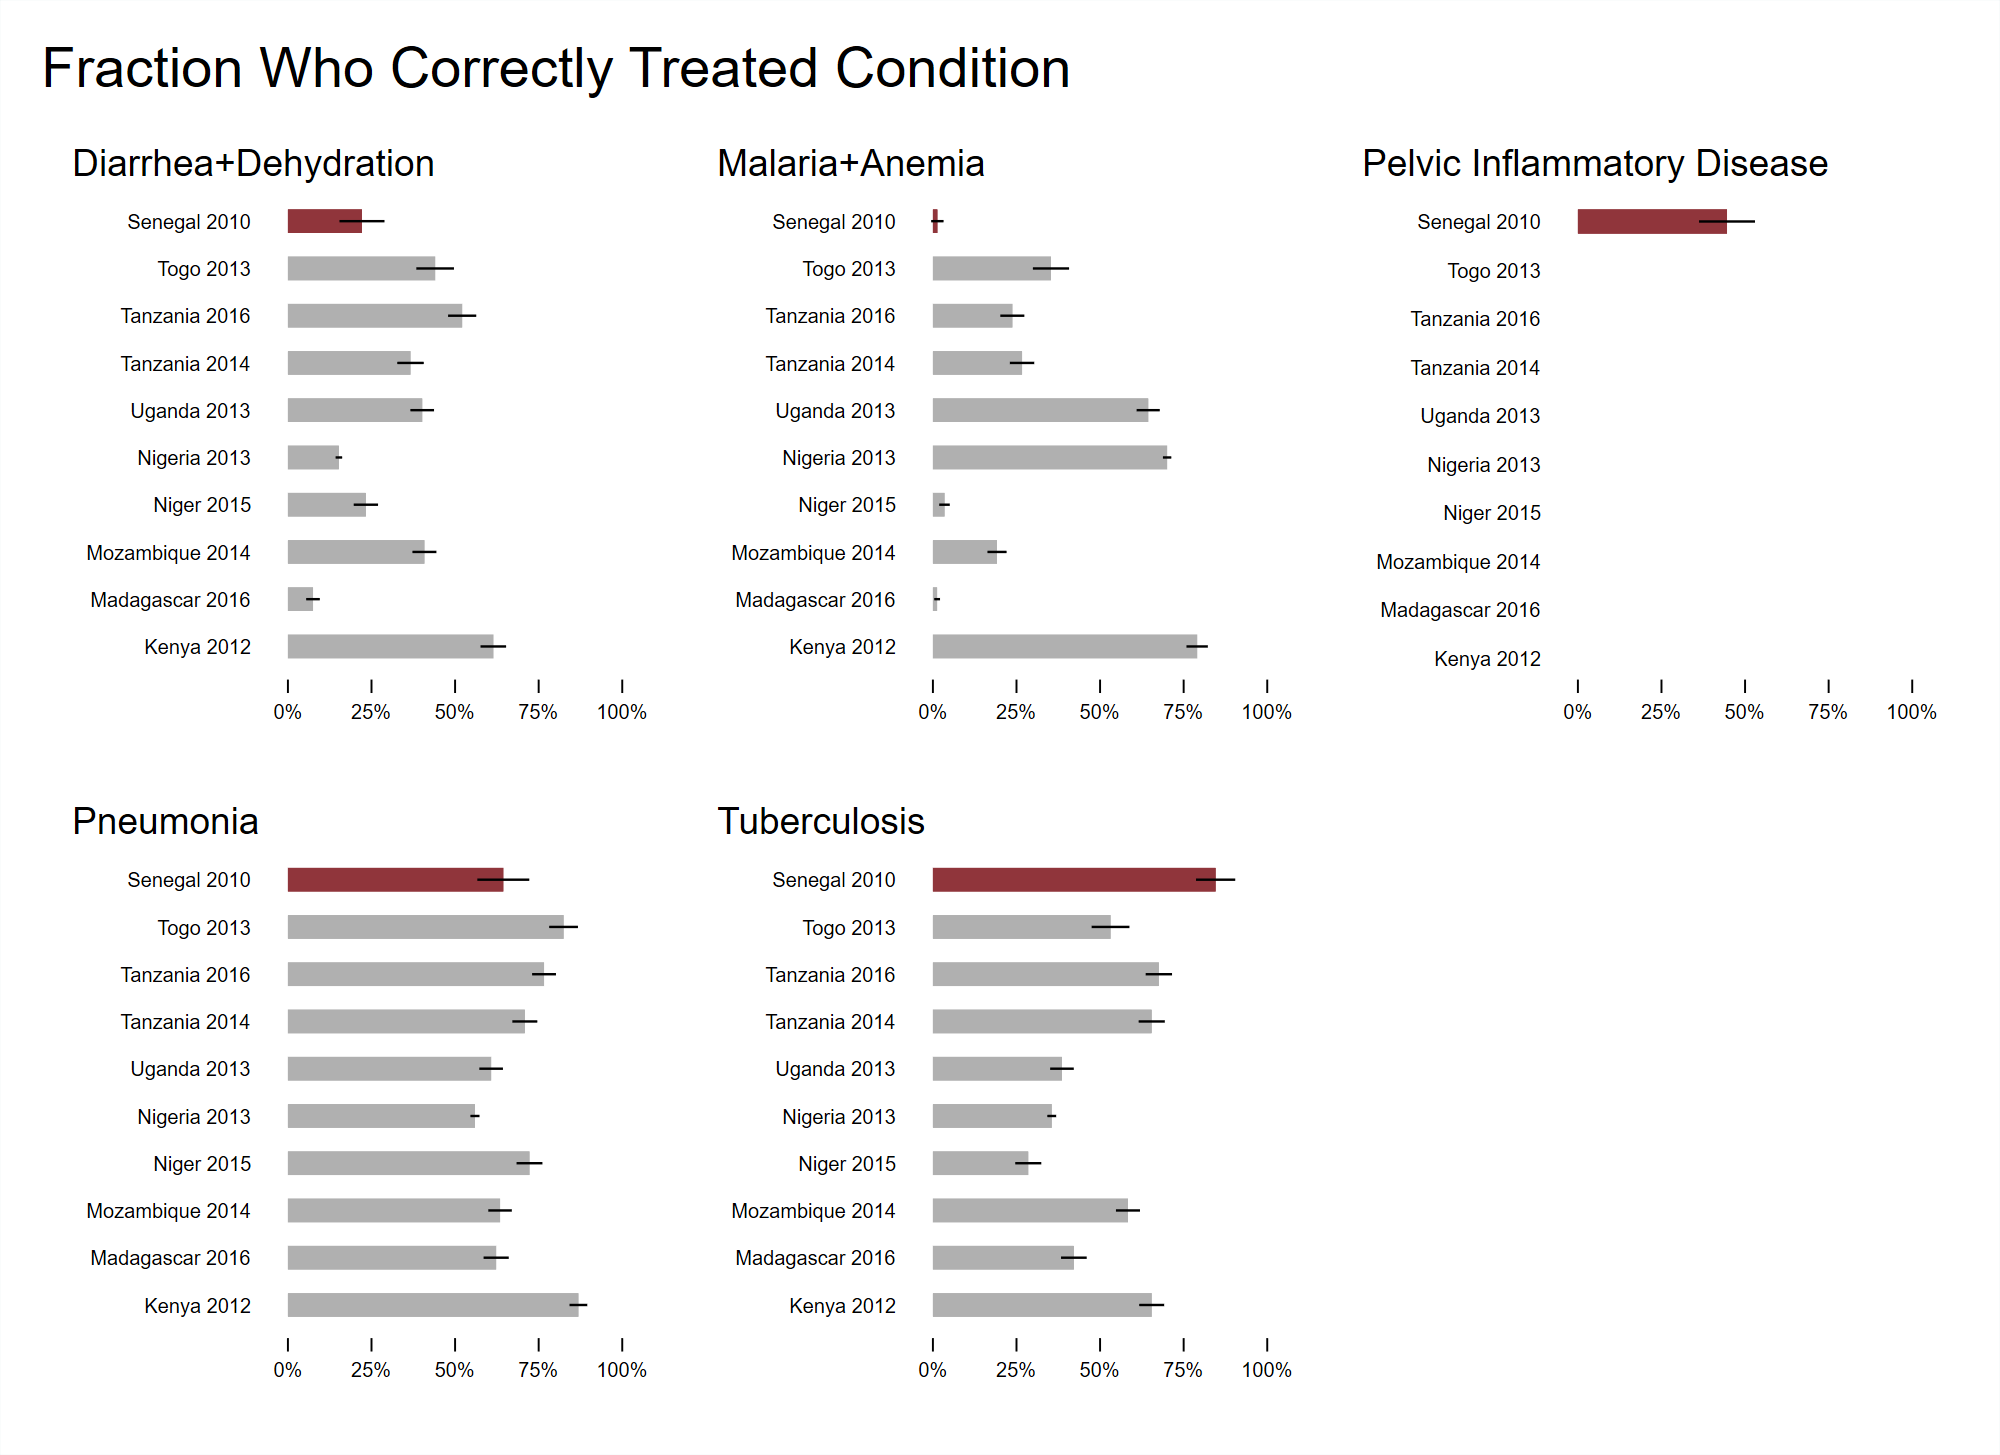 Fraction Who Correctly Treated Condition
Diarrhea+Dehydration
Senegal 2010
Togo 2013
Tanzania 2016
Tanzania 2014
Uganda 2013
Nigeria 2013
Niger 2015
Mozambique 2014
Madagascar 2016
Kenya 2012
0% 25% 50% 75% 100%
Malaria+Anemia
Senegal 2010
Togo 2013
Tanzania 2016
Tanzania 2014
Uganda 2013
Nigeria 2013
Niger 2015
Mozambique 2014
Madagascar 2016
Kenya 2012
0% 25% 50% 75% 100%
Pelvic Inflammatory Disease
Senegal 2010
Togo 2013
Tanzania 2016
Tanzania 2014
Uganda 2013
Nigeria 2013
Niger 2015
Mozambique 2014
Madagascar 2016
Kenya 2012
0% 25% 50% 75% 100%
Pneumonia
Senegal 2010
Togo 2013
Tanzania 2016
Tanzania 2014
Uganda 2013
Nigeria 2013
Niger 2015
Mozambique 2014
Madagascar 2016
Kenya 2012
0% 25% 50% 75% 100%
Tuberculosis
Senegal 2010
Togo 2013
Tanzania 2016
Tanzania 2014
Uganda 2013
Nigeria 2013
Niger 2015
Mozambique 2014
Madagascar 2016
Kenya 2012
0% 25% 50% 75% 100%